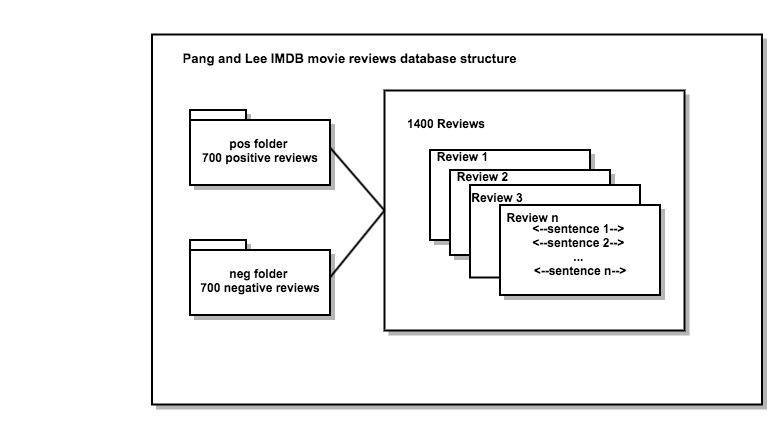 Pang and Lee IMDB movie reviews database structure
pos folder
700 positive reviews
neg folder
700 negative reviews
1400 Reviews
Review 1
Review 2
Review 3
Review n
<--sentence 1-->
<--sentence 2-->
...
<--sentence n-->